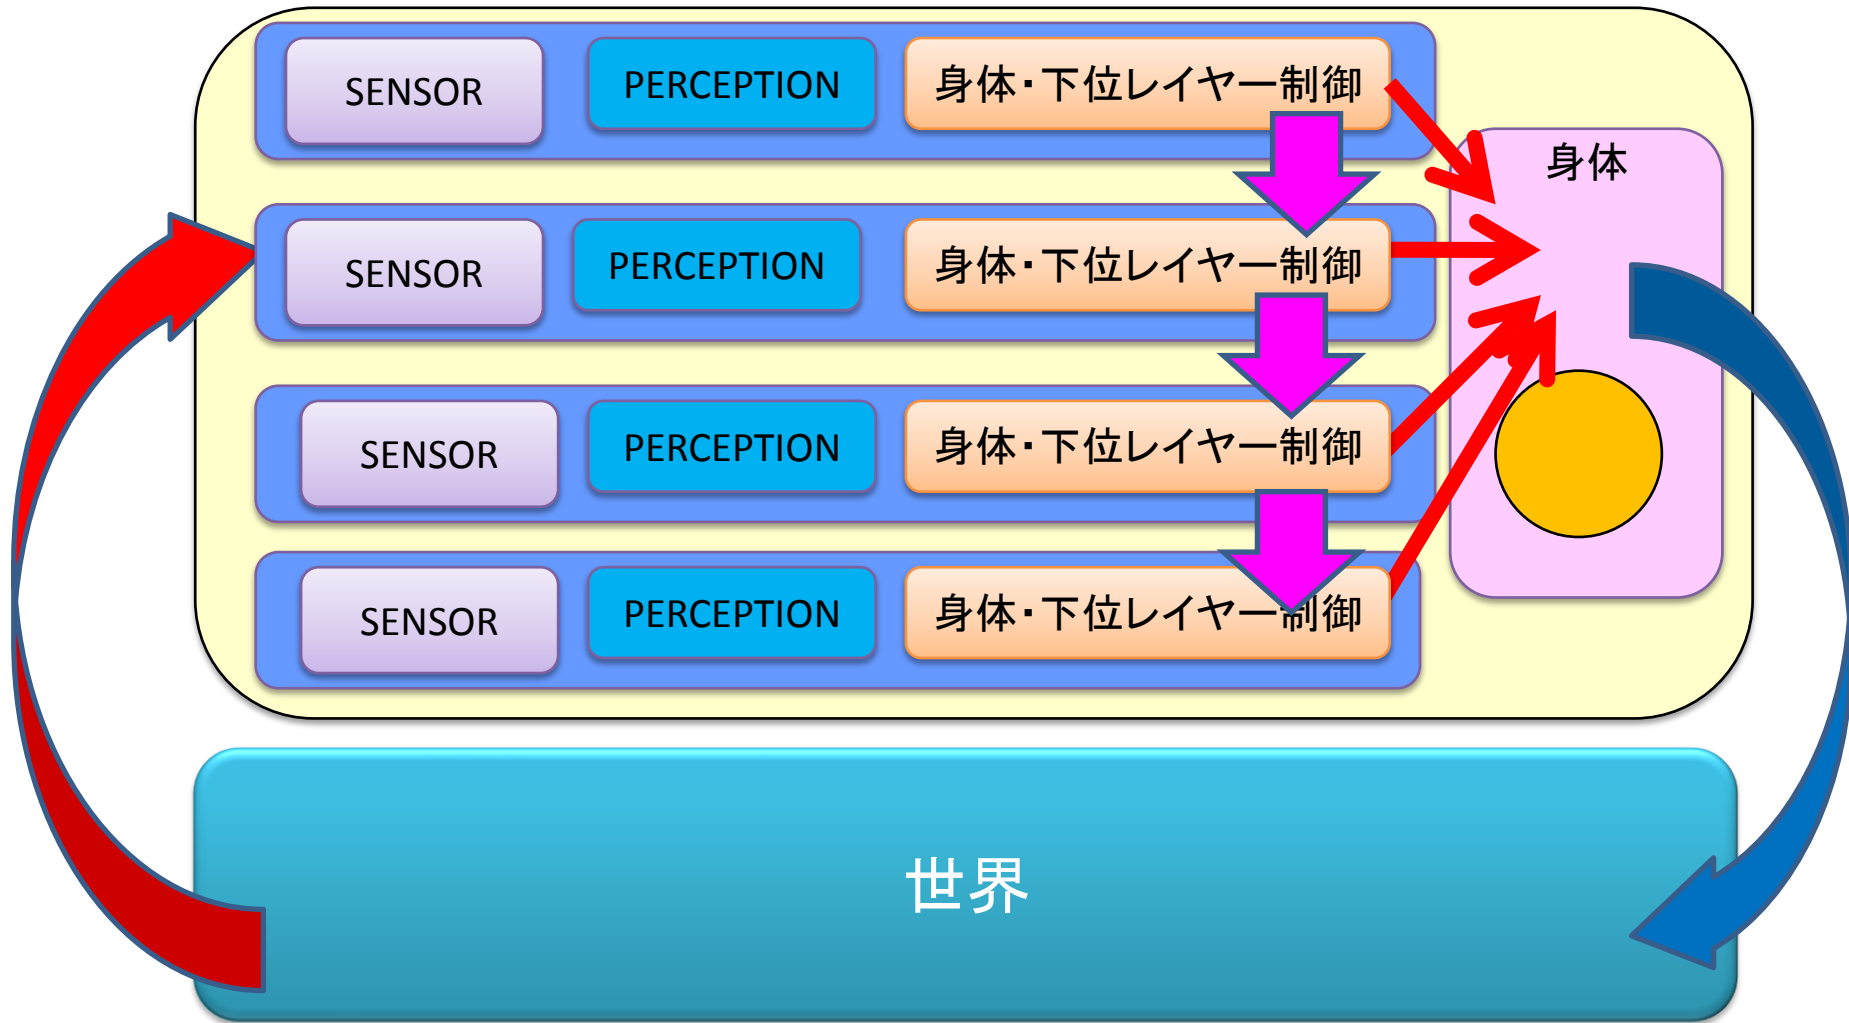 SENSOR
PERCEPTION
身体・下位レイヤー制御
身体
SENSOR
PERCEPTION
身体・下位レイヤー制御
SENSOR
PERCEPTION
身体・下位レイヤー制御
SENSOR
PERCEPTION
身体・下位レイヤー制御
世界